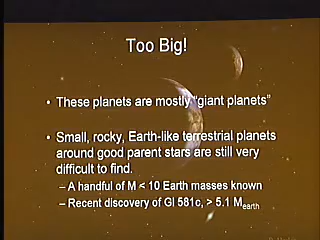 Too Big!
• These planets are mostly “giant planets”
• Small, rocky, Earth-like terrestrial planets
around good parent stars are still very
difficult to find.
– A handful of M < 10 Earth masses known
– Recent discovery of Gl 581c, > 5.1 Mearth